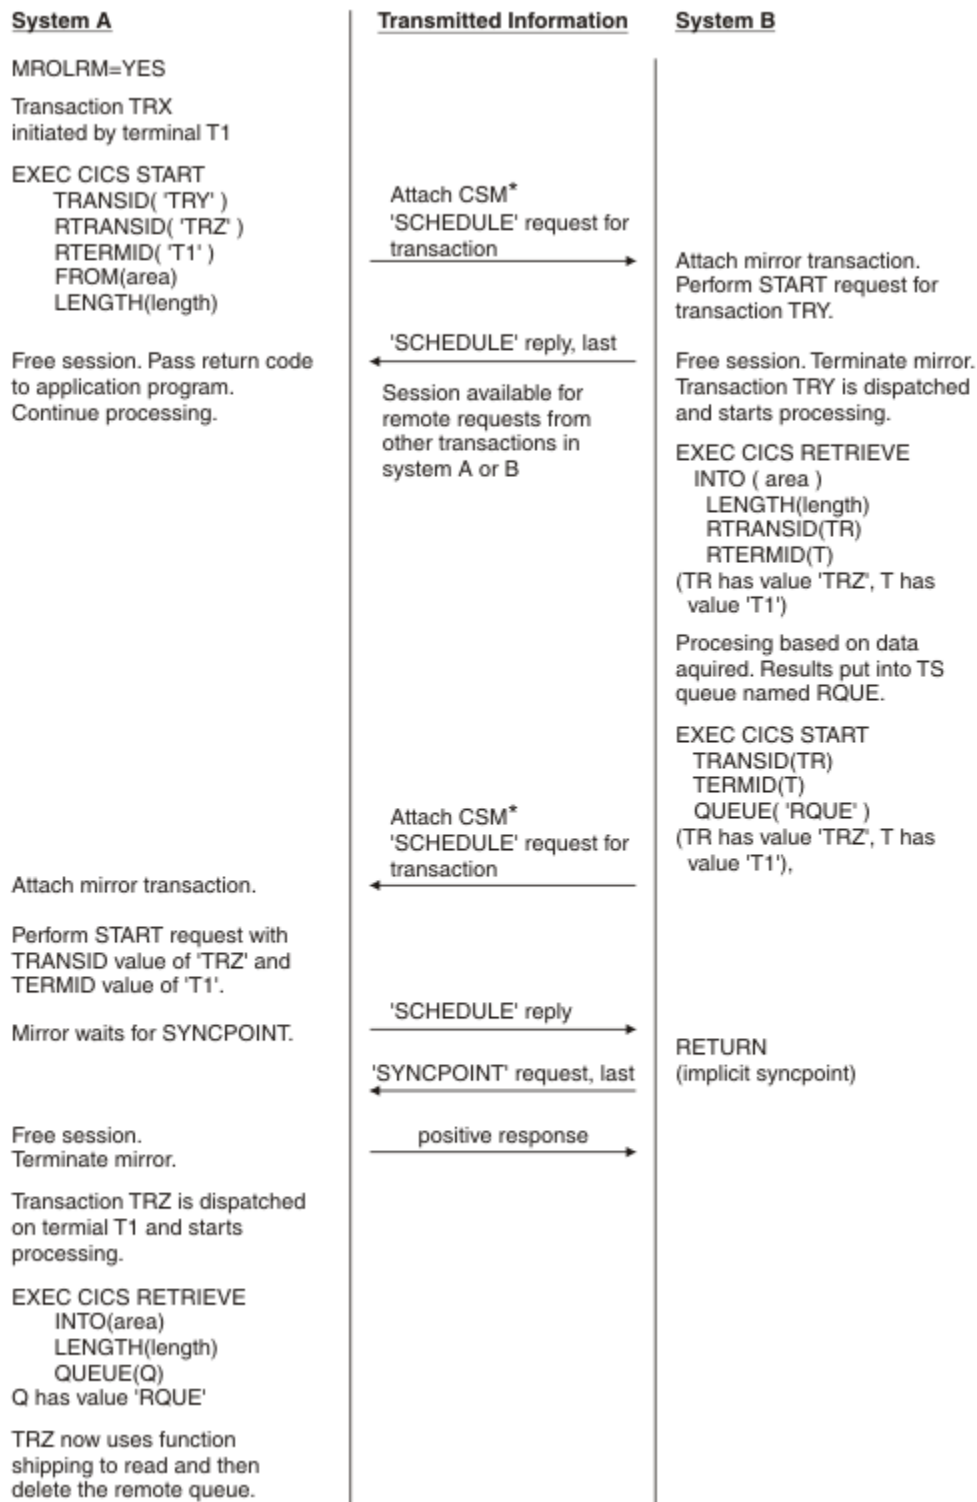 System A
Transmitted Information
System B
MROLRM=YES
Transaction TRX
initiated by terminal T1
EXEC CICS START
TRANSID( 'TRY' )
RTRANSID( 'TRZ' )
RTERMID( 'T1' )
FROM(area)
LENGTH(length)
Attach CSM*
'SCHEDULE' request for
transaction
Attach mirror transaction.
Perform START request for
transaction TRY.
'SCHEDULE' reply, last
Free session. Pass return code
to application program.
Continue processing.
Session available for
remote requests from
other transactions in
system A or B
Free session. Terminate mirror.
Transaction TRY is dispatched
and starts processing.
EXEC CICS RETRIEVE
INTO ( area )
LENGTH(length)
RTRANSID(TR)
RTERMID(T)
(TR has value 'TRZ', T has
value 'T1')
Procesing based on data
aquired. Results put into TS
queue named RQUE.
EXEC CICS START
TRANSID(TR)
TERMID(T)
QUEUE( 'RQUE' )
(TR has value 'TRZ', T has
value 'T1'),
Attach CSM*
'SCHEDULE' request for
transaction
Attach mirror transaction.
Perform START request with
TRANSID value of 'TRZ' and
TERMID value of 'T1'.
'SCHEDULE' reply
Mirror waits for SYNCPOINT.
RETURN
(implicit syncpoint)
'SYNCPOINT' request, last
Free session.
Terminate mirror.
positive response
Transaction TRZ is dispatched
on termial T1 and starts
processing.
EXEC CICS RETRIEVE
INTO(area)
LENGTH(length)
QUEUE(Q)
Q has value 'RQUE'
TRZ now uses function
shipping to read and then
delete the remote queue.